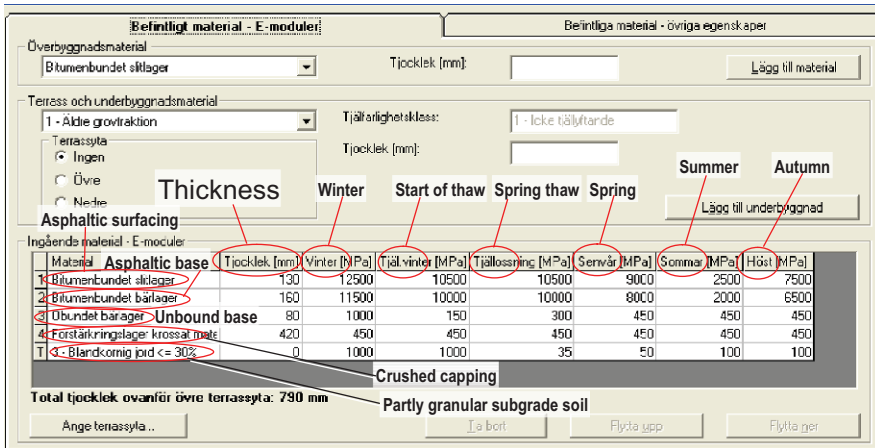 Befintligt material - E-moduler
Befintliga material - övriga egenskaper
Överbyggnadsmaterial
Bitumenbundet slitlager
Tjocklek [mm]:
Lägg till material
Terrass och underbyggnadsmaterial
1 - Äldre grovfraktion
Tjälfarlighetsklass:
1 - Icke tjällyftande
Terrassyta
Ingen
Tjocklek [mm]:
Övre
Nedre
Thickness
Winter
Start of thaw
Spring thaw
Spring
Summer
Autumn
Lägg till underbyggnad
Asphaltic surfacing
Ingående material - E-moduler
Material Tjocklek [mm] Vinter [MPa] Tjäl.vinter [MPa] Tjällossning [MPa] Senvår [MPa] Sommar [MPa] Höst [MPa]
Asphaltic base
1 Bitumenbundet slitlager 130 12500 10500 10500 9000 2500 7500
2 Bitumenbundet bärlager 160 11500 10000 10000 8000 2000 6500
3 Obundet bärlager 80 1000 150 300 450 450 450
Unbound base
4 Förstärkningslager krossat mate 420 450 450 450 450 450 450
T 3 - Blandkornig jord <= 30% 0 1000 1000 35 50 100 100
Crushed capping
Total tjocklek ovanför övre terrassyta: 790 mm
Partly granular subgrade soil
Ange terrassyta...
Ta bort
Flytta upp
Flytta ner